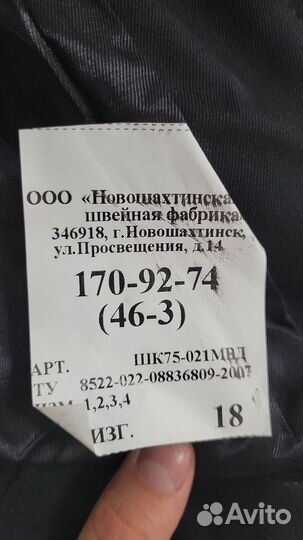 ООО «Новошахтинска
швейная фабрика
346918, г.Новошахтинск,
ул.Просвещения, д.14
170-92-74
(46-3)
АРТ. ШК75-021МВД
ТУ 8522-022-08836809-2007
ИЗМ 1,2,3,4
ИЗГ. 18
Avito